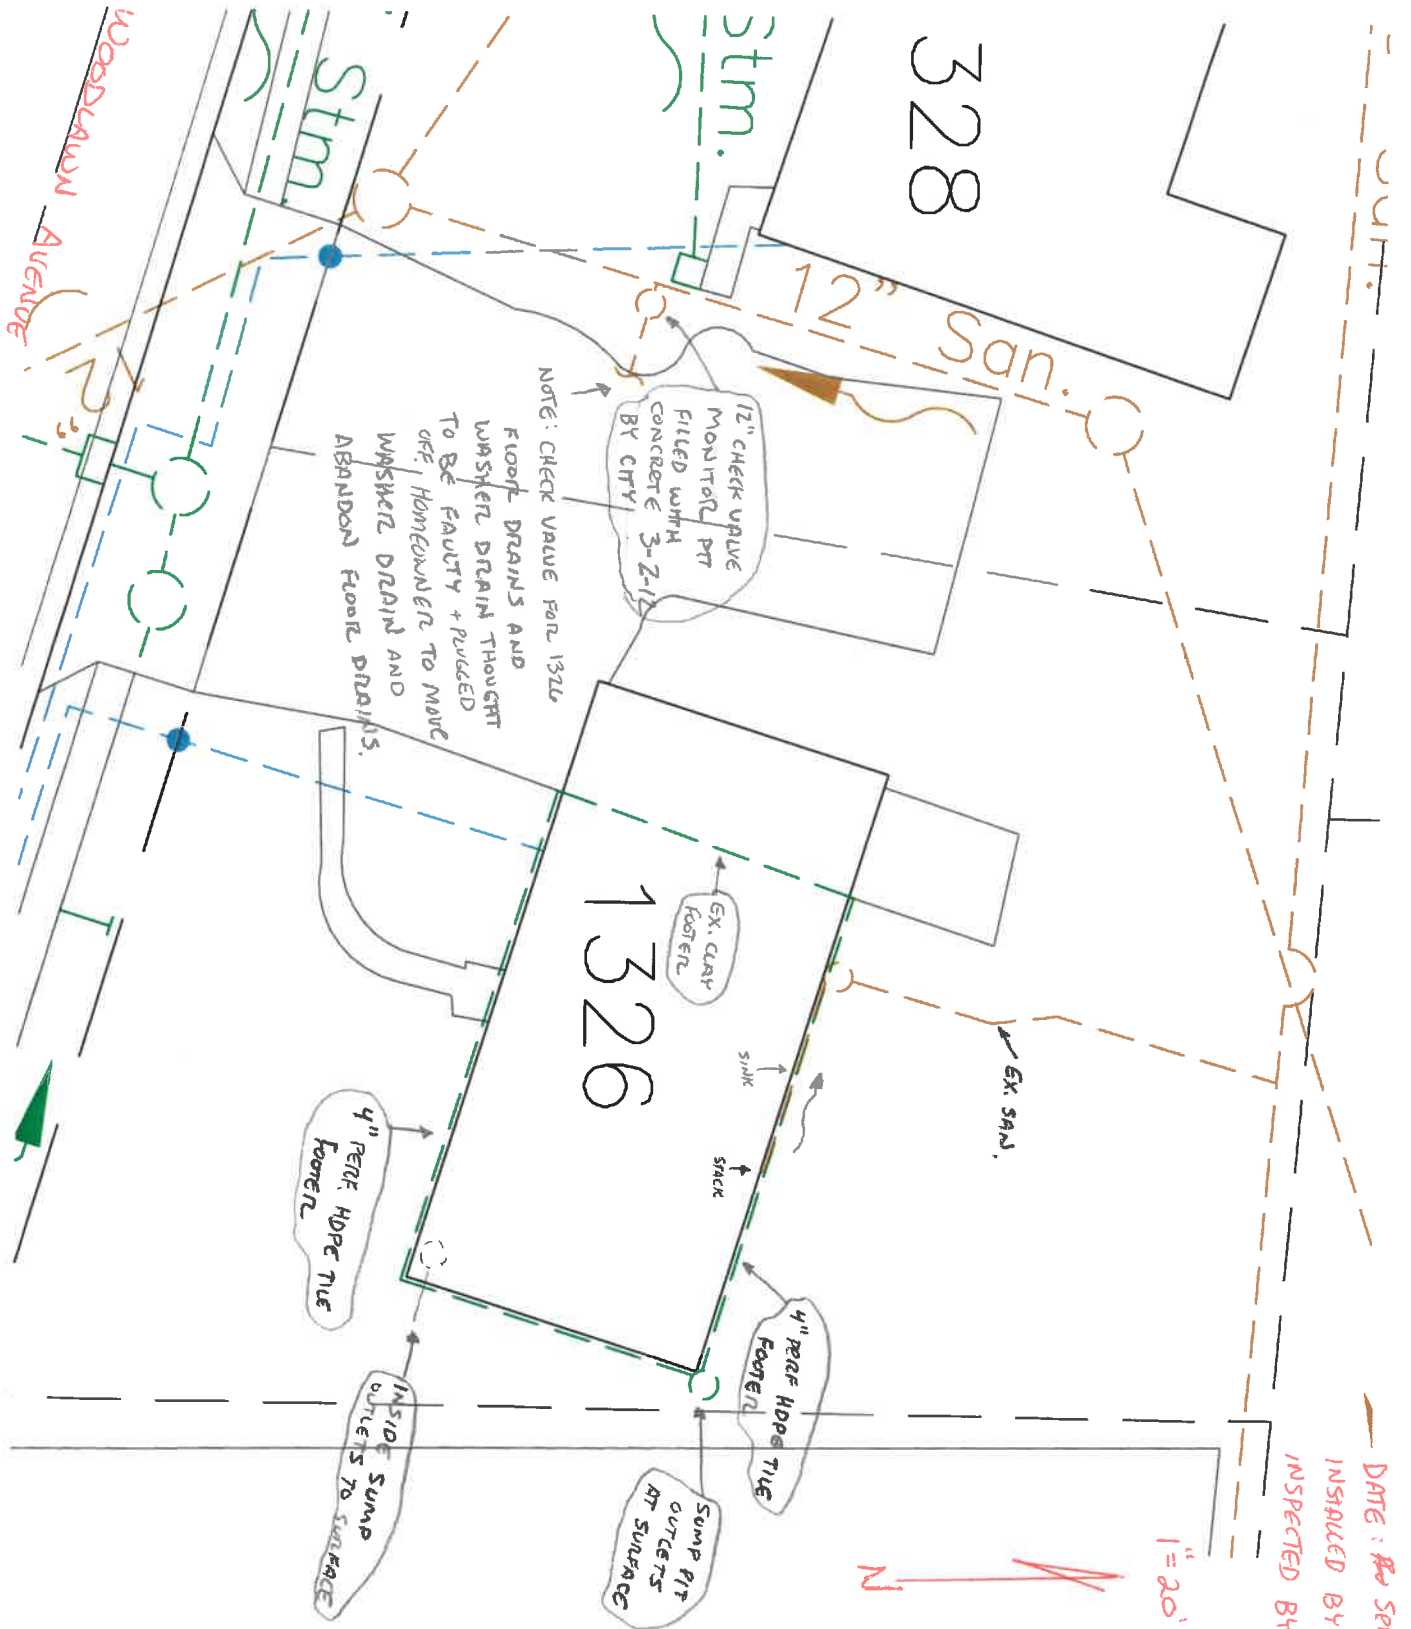 328
Stm.
Stm.
WOODLAWN AVENUE
12" San.
12" CHECK VALVE
MONITOR PIT
FILLED WITH
CONCRETE 3-2-12
BY CITY
NOTE: CHECK VALUE FOR 1326
FLOOR DRAINS AND
WASHER DRAIN THOUGHT
TO BE FAULTY + PLUGGED
OFF. HOMEOWNER TO MOVE
WASHER DRAIN AND
ABANDON FLOOR DRAINS.
1326
EX. CLAY
FOOTER
SINK
STACK
EX. SAN.
4" PERF. HDPE TILE
FOOTER
4" PERF HDPE TILE
FOOTER
INSIDE SUMP
OUTLETS TO SURFACE
SUMP PIT
OUTLETS
AT SURFACE
DATE:
INSTALLED BY
INSPECTED BY
1"=20'
N